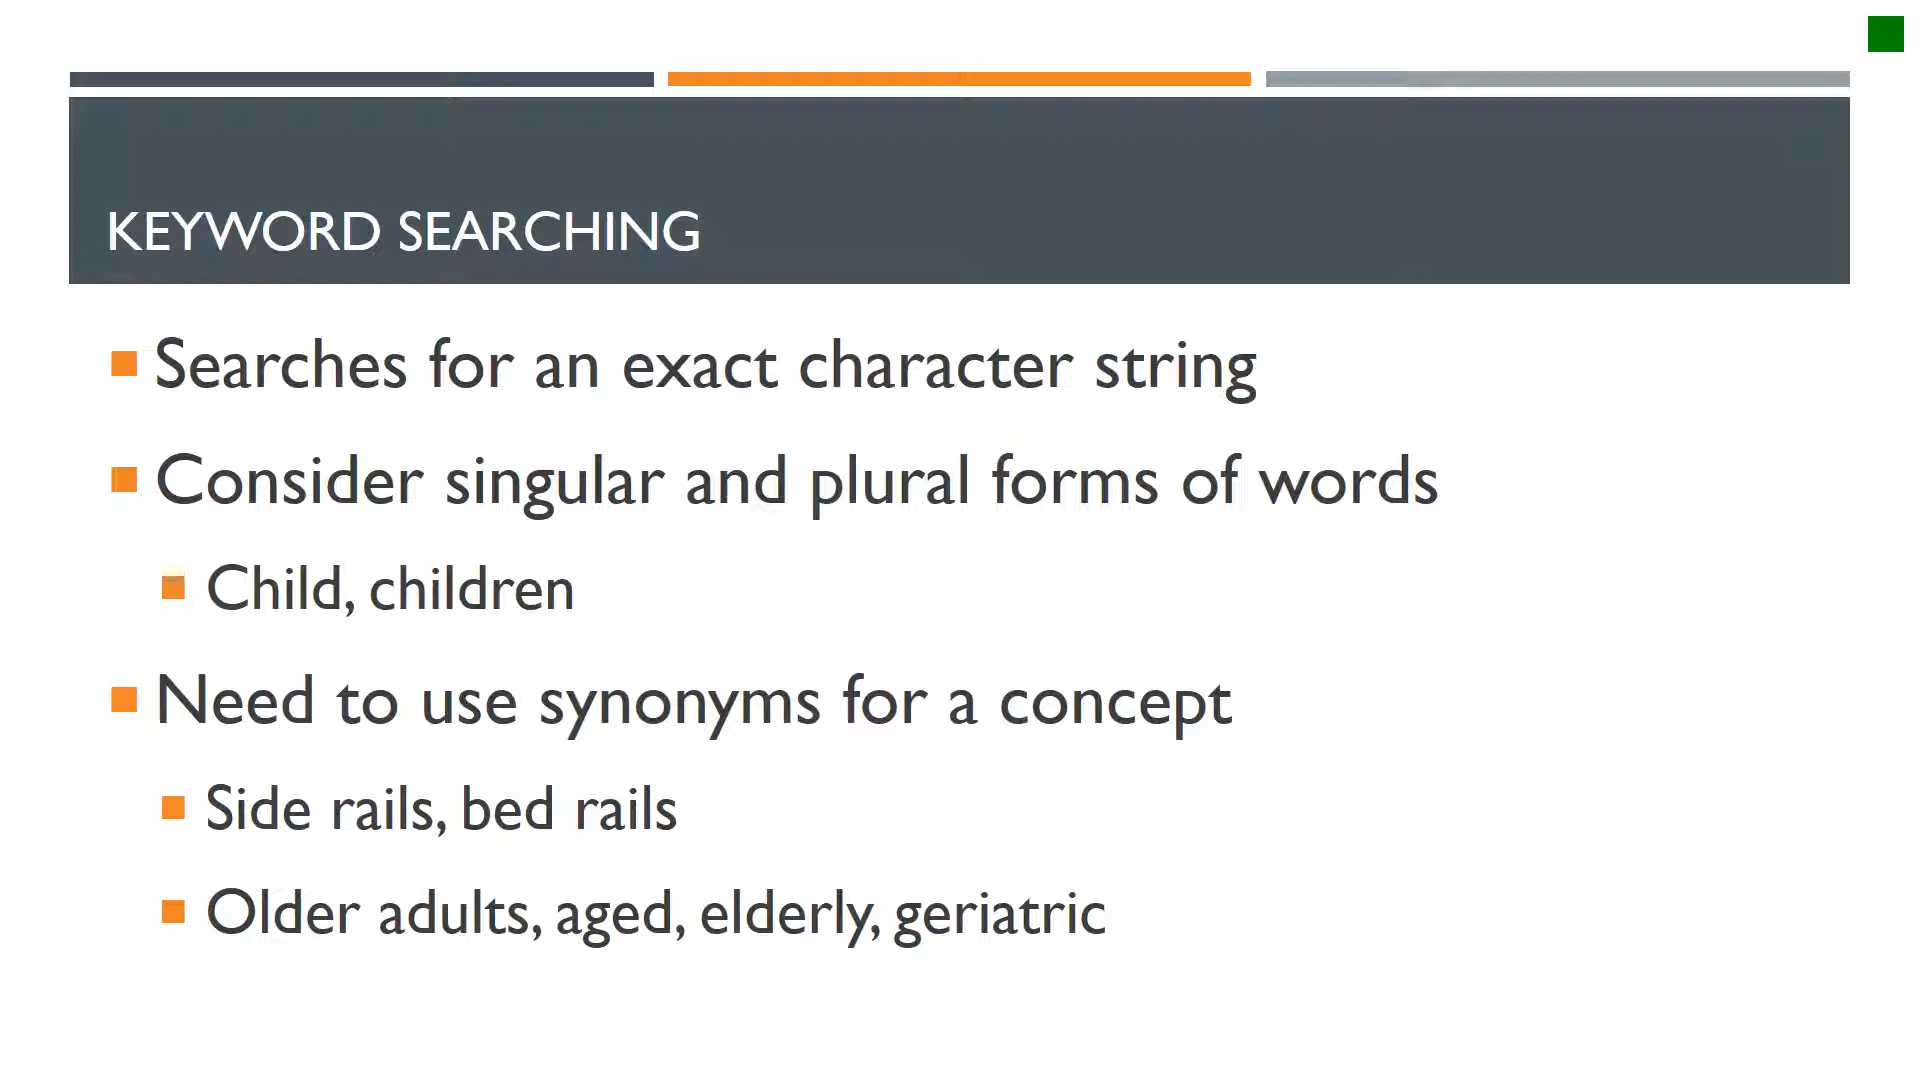 KEYWORD SEARCHING
Searches for an exact character string
Consider singular and plural forms of words
Child, children
Need to use synonyms for a concept
Side rails, bed rails
Older adults, aged, elderly, geriatric